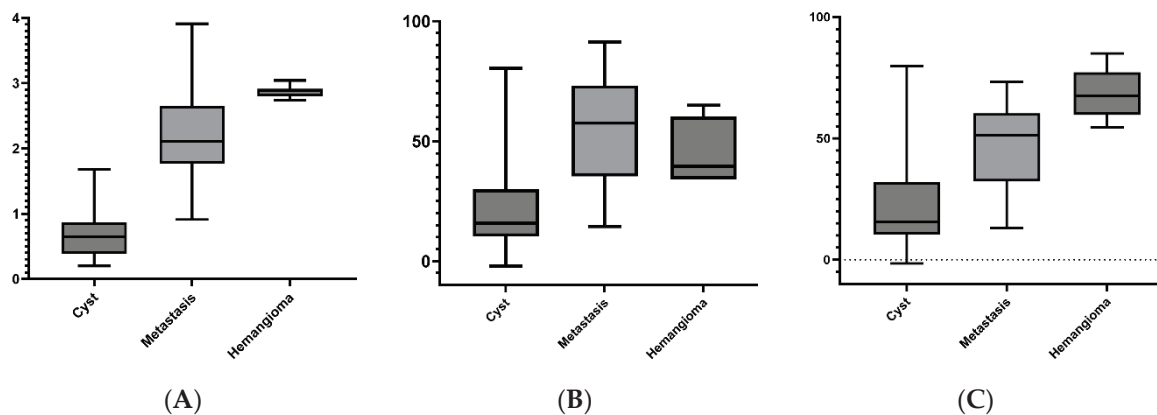 4
3
2
1
0
Cyst
Metastasis
Hemangioma
(A)
100
50
0
Cyst
Metastasis
Hemangioma
(B)
100
50
0
Cyst
Metastasis
Hemangioma
(C)